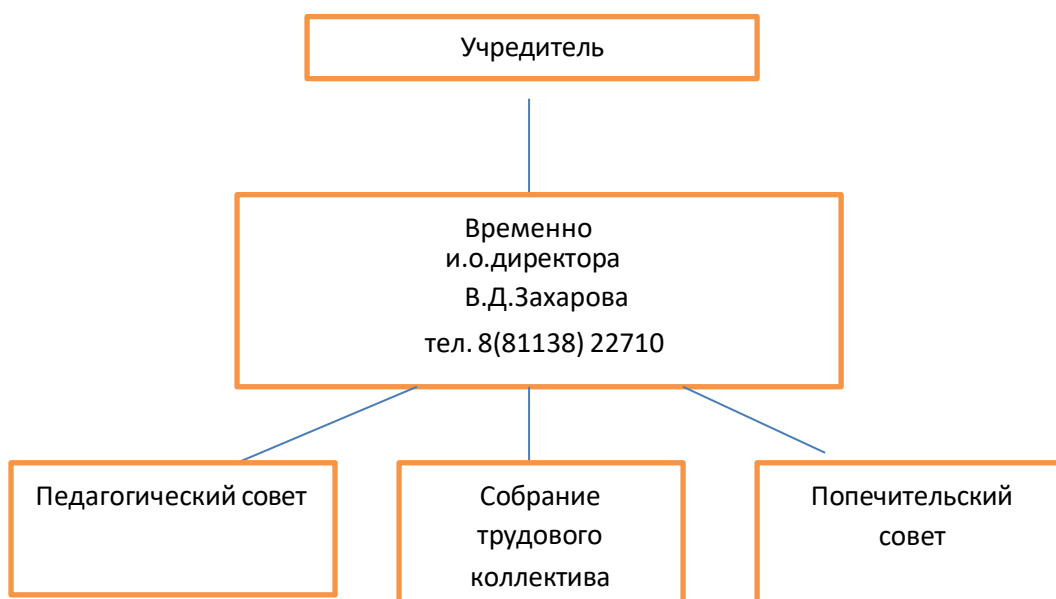 Учредитель
Временно
и.о.директора
В.Д.Захарова
тел. 8(81138) 22710
Педагогический совет
Собрание
трудового
коллектива
Попечительский
совет